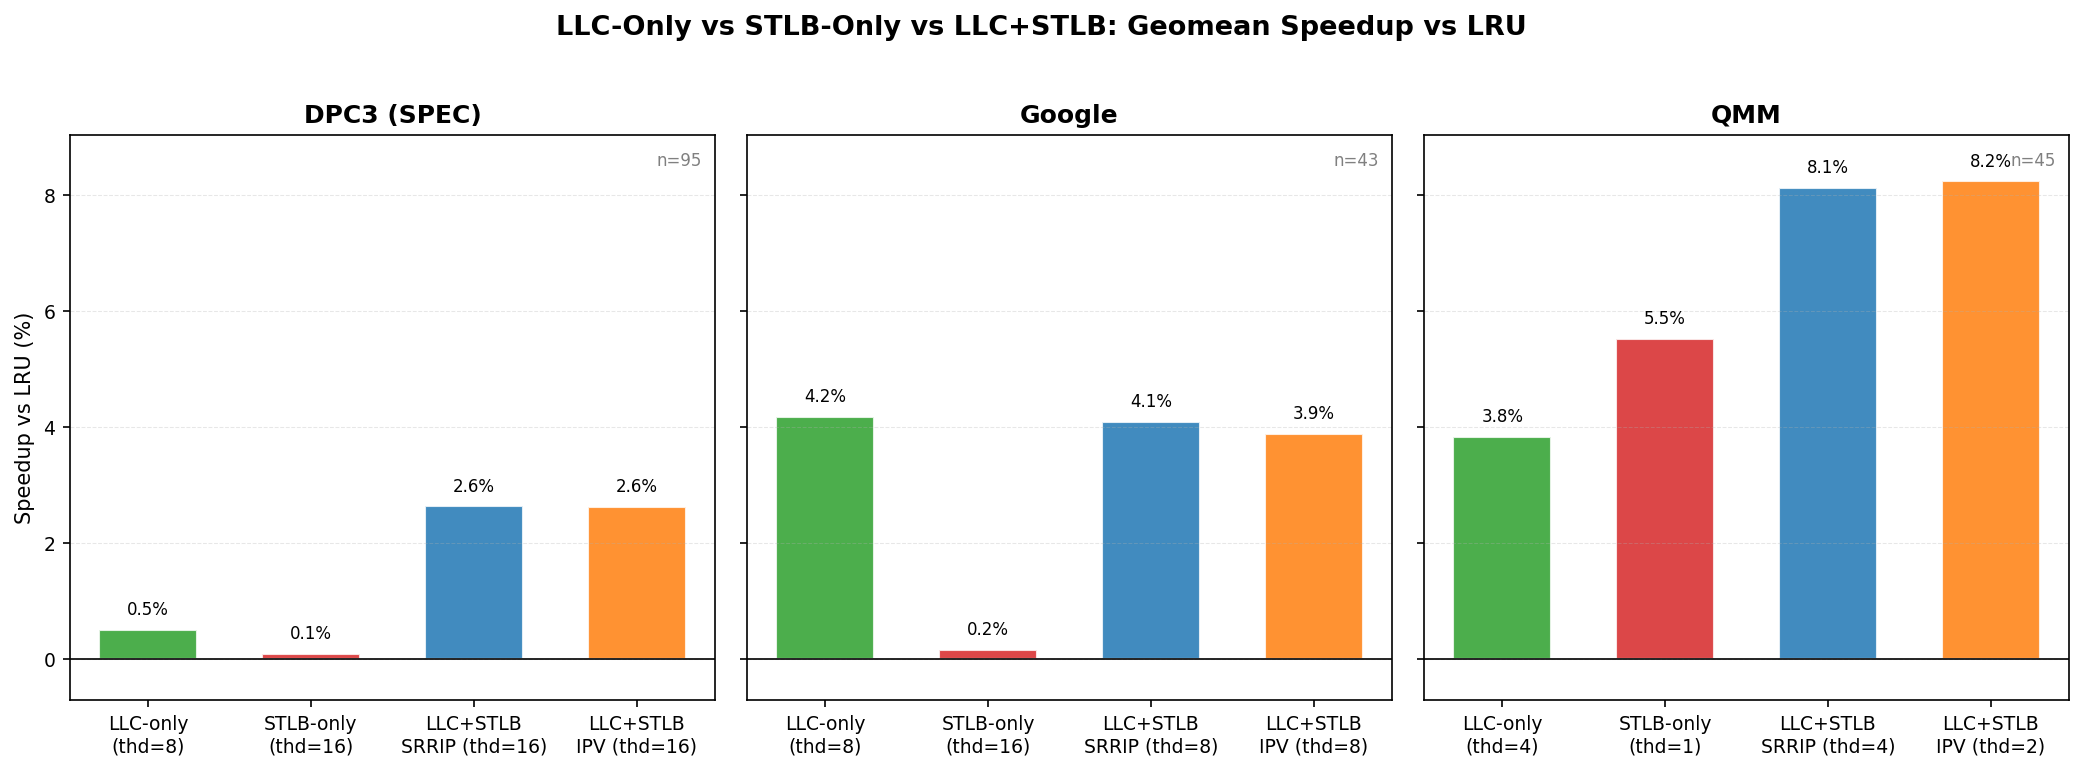 LLC-Only vs STLB-Only vs LLC+STLB: Geomean Speedup vs LRU
DPC3 (SPEC)
n=95
Speedup vs LRU (%)
8
6
4
2
0
0.5%
0.1%
2.6%
2.6%
LLC-only
(thd=8)
STLB-only
(thd=16)
LLC+STLB
SRRIP (thd=16)
LLC+STLB
IPV (thd=16)
Google
n=43
4.2%
0.2%
4.1%
3.9%
LLC-only
(thd=8)
STLB-only
(thd=16)
LLC+STLB
SRRIP (thd=8)
LLC+STLB
IPV (thd=8)
QMM
n=45
3.8%
5.5%
8.1%
8.2%
LLC-only
(thd=4)
STLB-only
(thd=1)
LLC+STLB
SRRIP (thd=4)
LLC+STLB
IPV (thd=2)